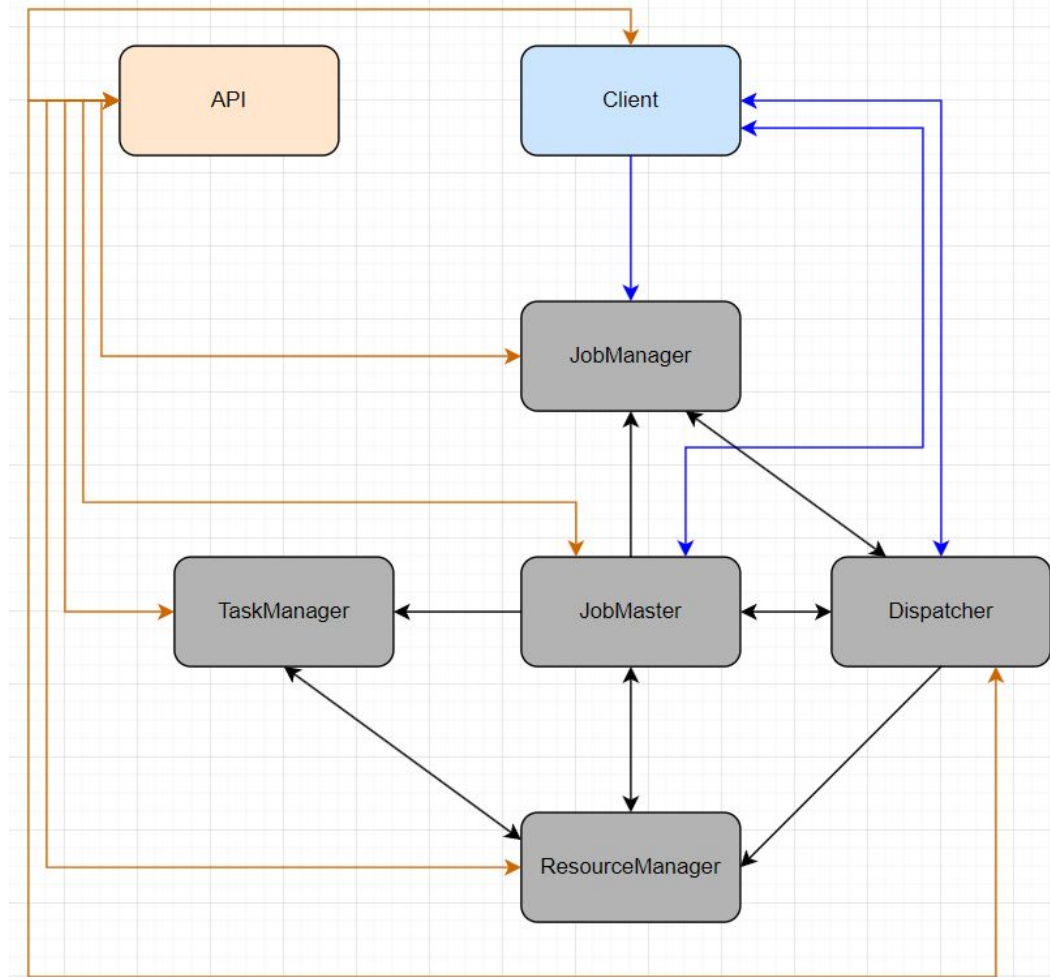 API
Client
JobManager
TaskManager
JobMaster
Dispatcher
ResourceManager